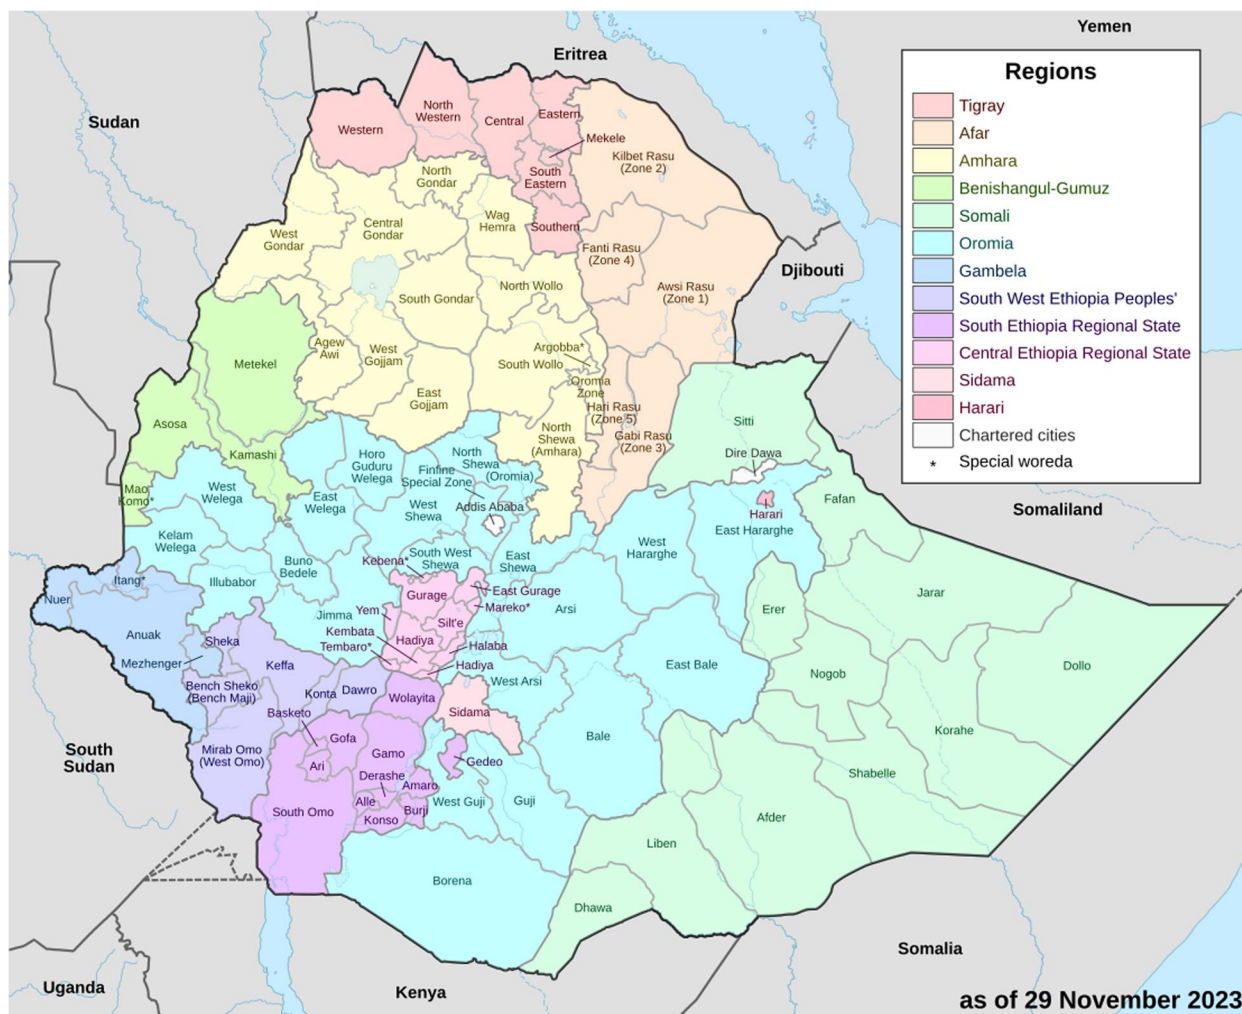 Yemen
Eritrea
Sudan
Regions
Tigray
Afar
Amhara
Benishangul-Gumuz
Somali
Oromia
Gambela
South West Ethiopia Peoples'
South Ethiopia Regional State
Central Ethiopia Regional State
Sidama
Harari
Chartered cities
* Special woreda
Western
North
Western
Central
Eastern
Mekele
South
Eastern
Southern
Kilbet Rasu
(Zone 2)
Fanti Rasu
(Zone 4)
Awsi Rasu
(Zone 1)
Djibouti
North
Gondar
Central
Gondar
West
Gondar
Wag
Hemra
South Gondar
North Wollo
Agew
Awi
West
Gojjam
East
Gojjam
Argobba*
South Wollo
Oromia
Zone
Hari Rasu
(Zone 5)
Gabi Rasu
(Zone 3)
North
Shewa
(Amhara)
Metekel
Asosa
Kamashi
Mao
Komo*
Sitti
Dire Dawa
Fafan
Harari
East Hararghe
West
Hararghe
Somaliland
Horo
Guduru
Welega
North
Shewa
(Oromia)
Finfine
Special Zone
Addis Ababa
West
Welega
East
Welega
West
Shewa
Kelam
Welega
Buno
Bedele
South West
Shewa
East
Shewa
Illubabor
Jimma
Arsi
Kebena*
Gurage
East Gurage
Mareko*
Yem
Silt'e
Kembata
Hadiya
Tembaro*
Halaba
Hadiya
West Arsi
East Bale
Bale
Erer
Jarar
Nogob
Dollo
Korahe
Shabelle
Afder
Liben
Dhawa
Nuer
Itang*
Anuak
Mezhenger
Sheka
Keffa
Bench Sheko
(Bench Maji)
Konta
Dawro
Wolayita
Sidama
Basketo
Mirab Omo
(West Omo)
Gofa
Ari
Gamo
Gedeo
Derashe
Amaro
Alle
Burji
Konso
South Omo
West Guji
Guji
Borena
South
Sudan
Uganda
Kenya
Somalia
as of 29 November 2023